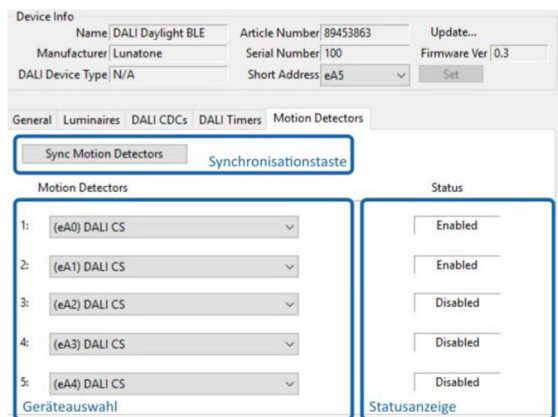 Device Info
Name DALI Daylight BLE Article Number 89453863 Update...
Manufacturer Lunatone Serial Number 100 Firmware Ver 0.3
DALI Device Type N/A Short Address eA5 Set
General Luminaires DALI CDCs DALI Timers Motion Detectors
Sync Motion Detectors Synchronisationstaste
Motion Detectors Status
1: (eA0) DALI CS Enabled
2: (eA1) DALI CS Enabled
3: (eA2) DALI CS Disabled
4: (eA3) DALI CS Disabled
5: (eA4) DALI CS Disabled
Geräteauswahl Statusanzeige